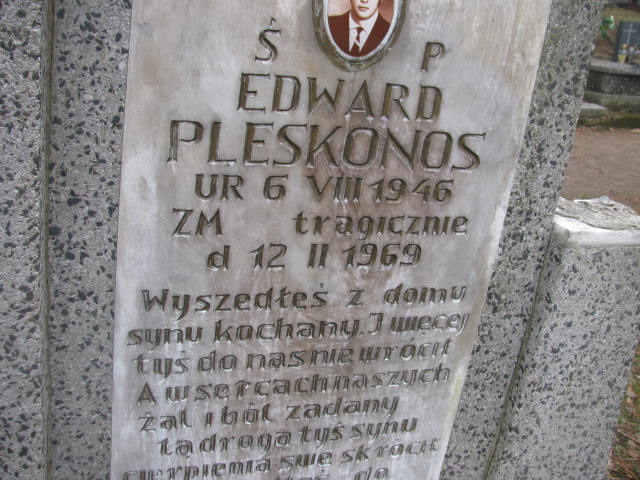 Ś P
EDWARD
PLESKONOS
UR 6 VIII 1946
ZM tragicznie
d 12 II 1969
Wyszedłeś z domu
synu kochany. I więcej
tyś do nas nie wrócił
A w sercach naszych
żal i ból zadany
tą drogą tyś synu
cierpienia swe skrócił
do